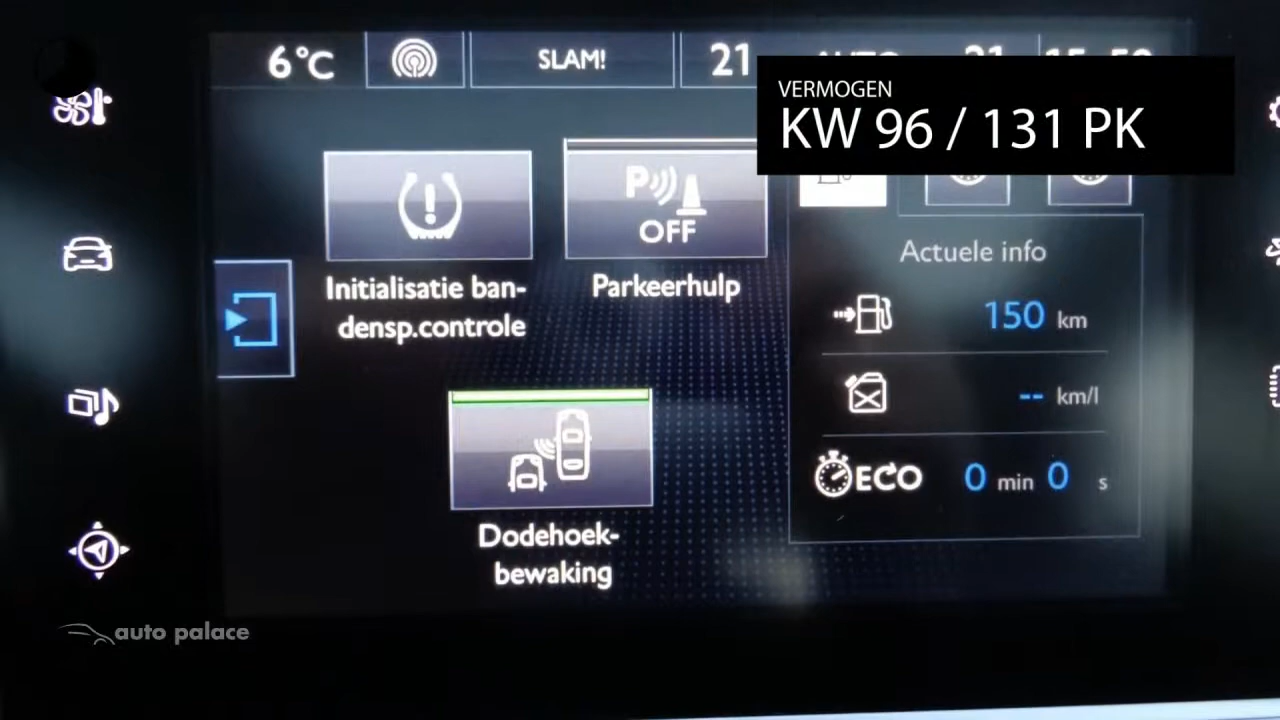 6°C
SLAM!
21
VERMOGEN
KW 96 / 131 PK
P
OFF
Initialisatie ban-
densp.controle
Parkeerhulp
Actuele info
150 km
-- km/l
ECO 0 min 0 s
Dodehoek-
bewaking
auto palace